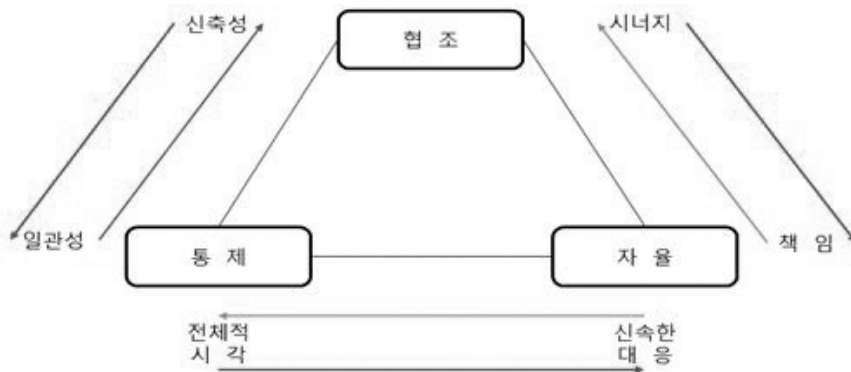 신축성
협 조
시너지
일관성
통 제
자 율
책 임
전체적
시 각
신속한
대 응